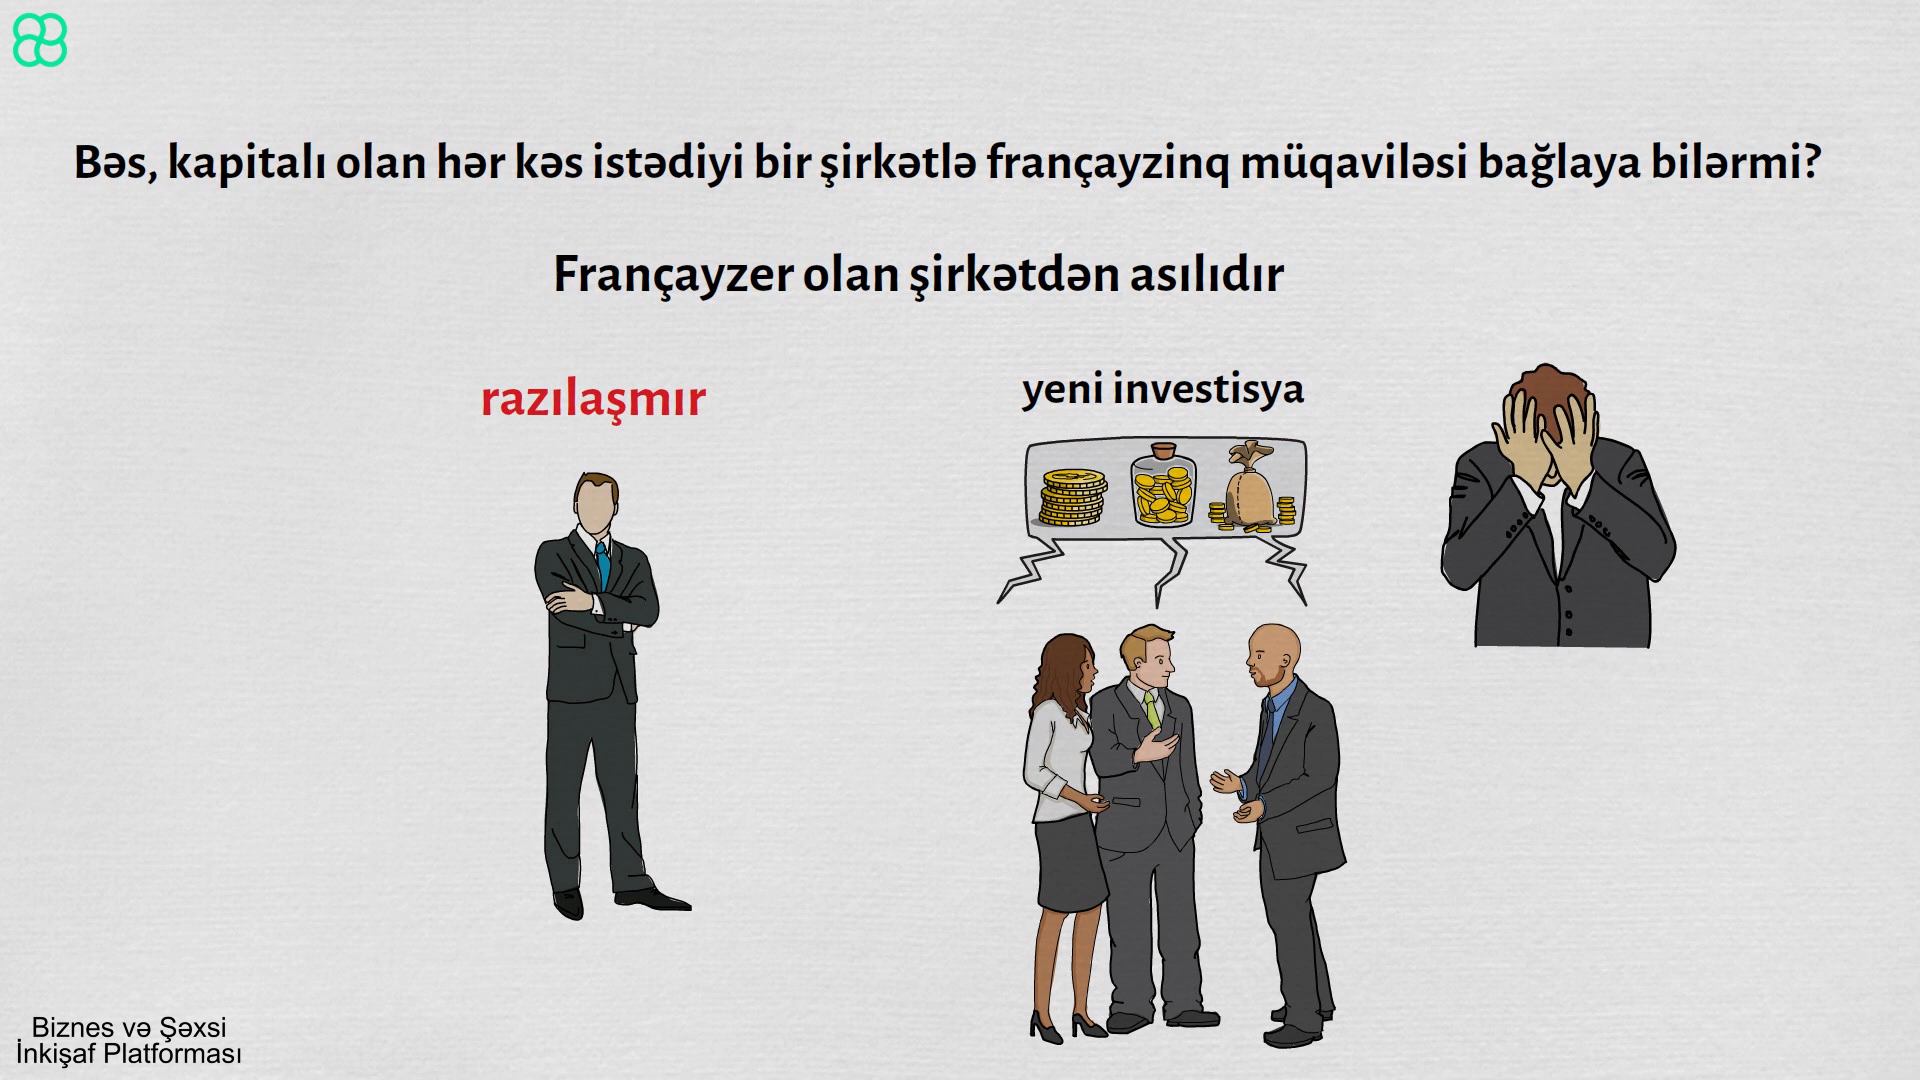 Bəs, kapitalı olan hər kəs istədiyi bir şirkətlə françayzinq müqaviləsi bağlaya bilərmi?
Françayzer olan şirkətdən asılıdır
razılaşmır
yeni investisya
Biznes və Şəxsi
İnkişaf Platforması